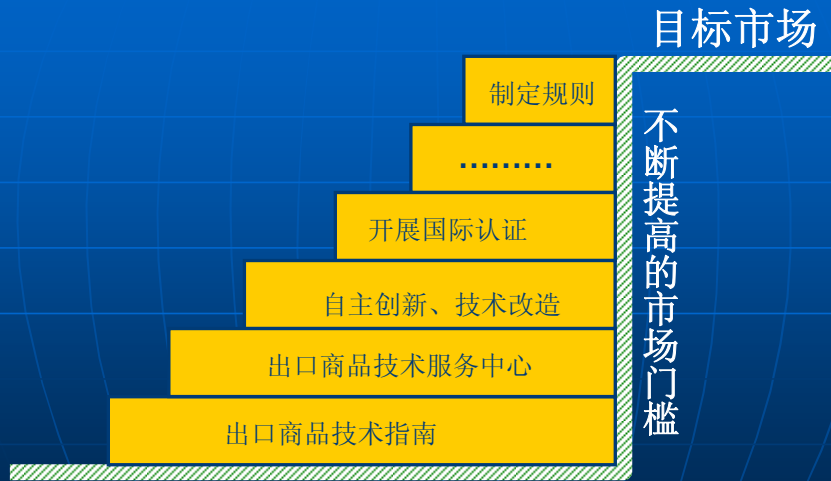 目标市场
制定规则
.........
开展国际认证
自主创新、技术改造
出口商品技术服务中心
出口商品技术指南
不断提高的市场门槛